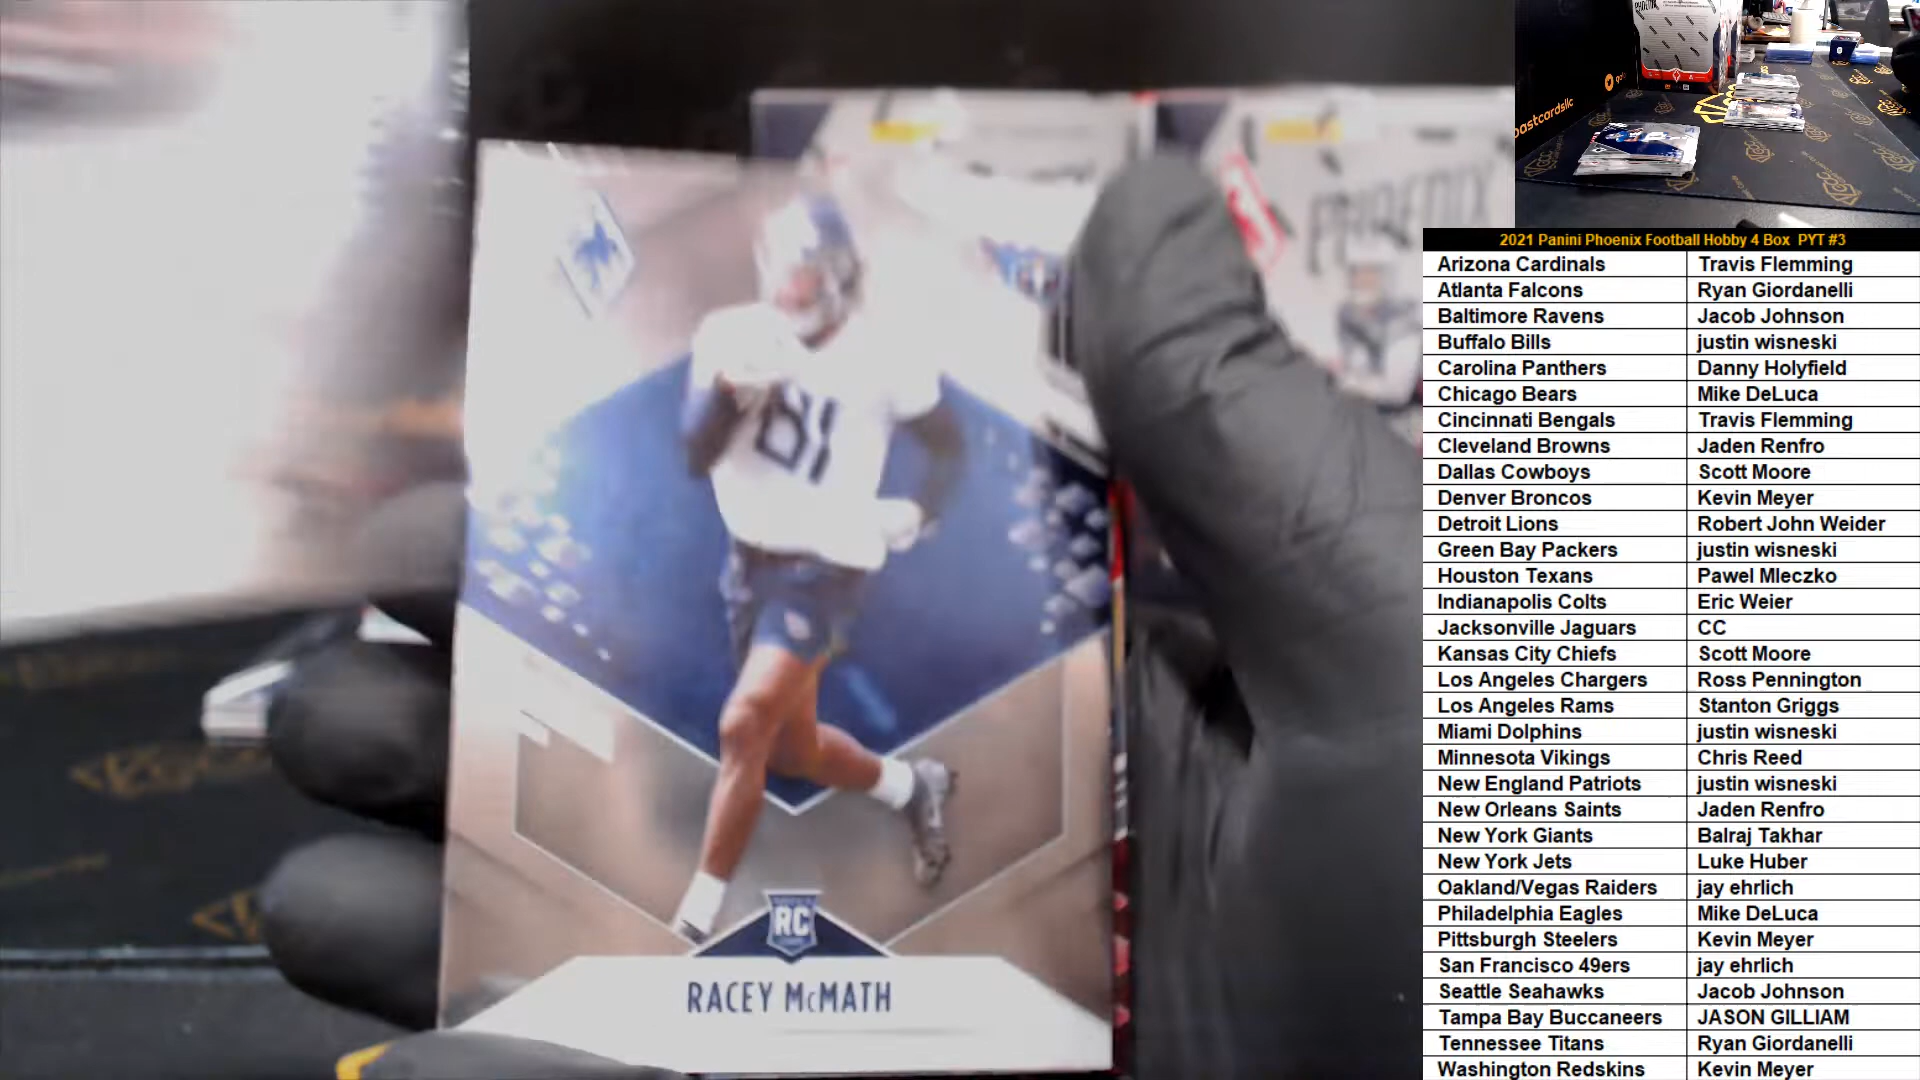 PHOENIX
81
RC
RACEY McMATH
PHOENIX
oastcardsllc
2021 Panini Phoenix Football Hobby 4 Box PYT #3
Arizona Cardinals Travis Flemming
Atlanta Falcons Ryan Giordanelli
Baltimore Ravens Jacob Johnson
Buffalo Bills justin wisneski
Carolina Panthers Danny Holyfield
Chicago Bears Mike DeLuca
Cincinnati Bengals Travis Flemming
Cleveland Browns Jaden Renfro
Dallas Cowboys Scott Moore
Denver Broncos Kevin Meyer
Detroit Lions Robert John Weider
Green Bay Packers justin wisneski
Houston Texans Pawel Mleczko
Indianapolis Colts Eric Weier
Jacksonville Jaguars CC
Kansas City Chiefs Scott Moore
Los Angeles Chargers Ross Pennington
Los Angeles Rams Stanton Griggs
Miami Dolphins justin wisneski
Minnesota Vikings Chris Reed
New England Patriots justin wisneski
New Orleans Saints Jaden Renfro
New York Giants Balraj Takhar
New York Jets Luke Huber
Oakland/Vegas Raiders jay ehrlich
Philadelphia Eagles Mike DeLuca
Pittsburgh Steelers Kevin Meyer
San Francisco 49ers jay ehrlich
Seattle Seahawks Jacob Johnson
Tampa Bay Buccaneers JASON GILLIAM
Tennessee Titans Ryan Giordanelli
Washington Redskins Kevin Meyer